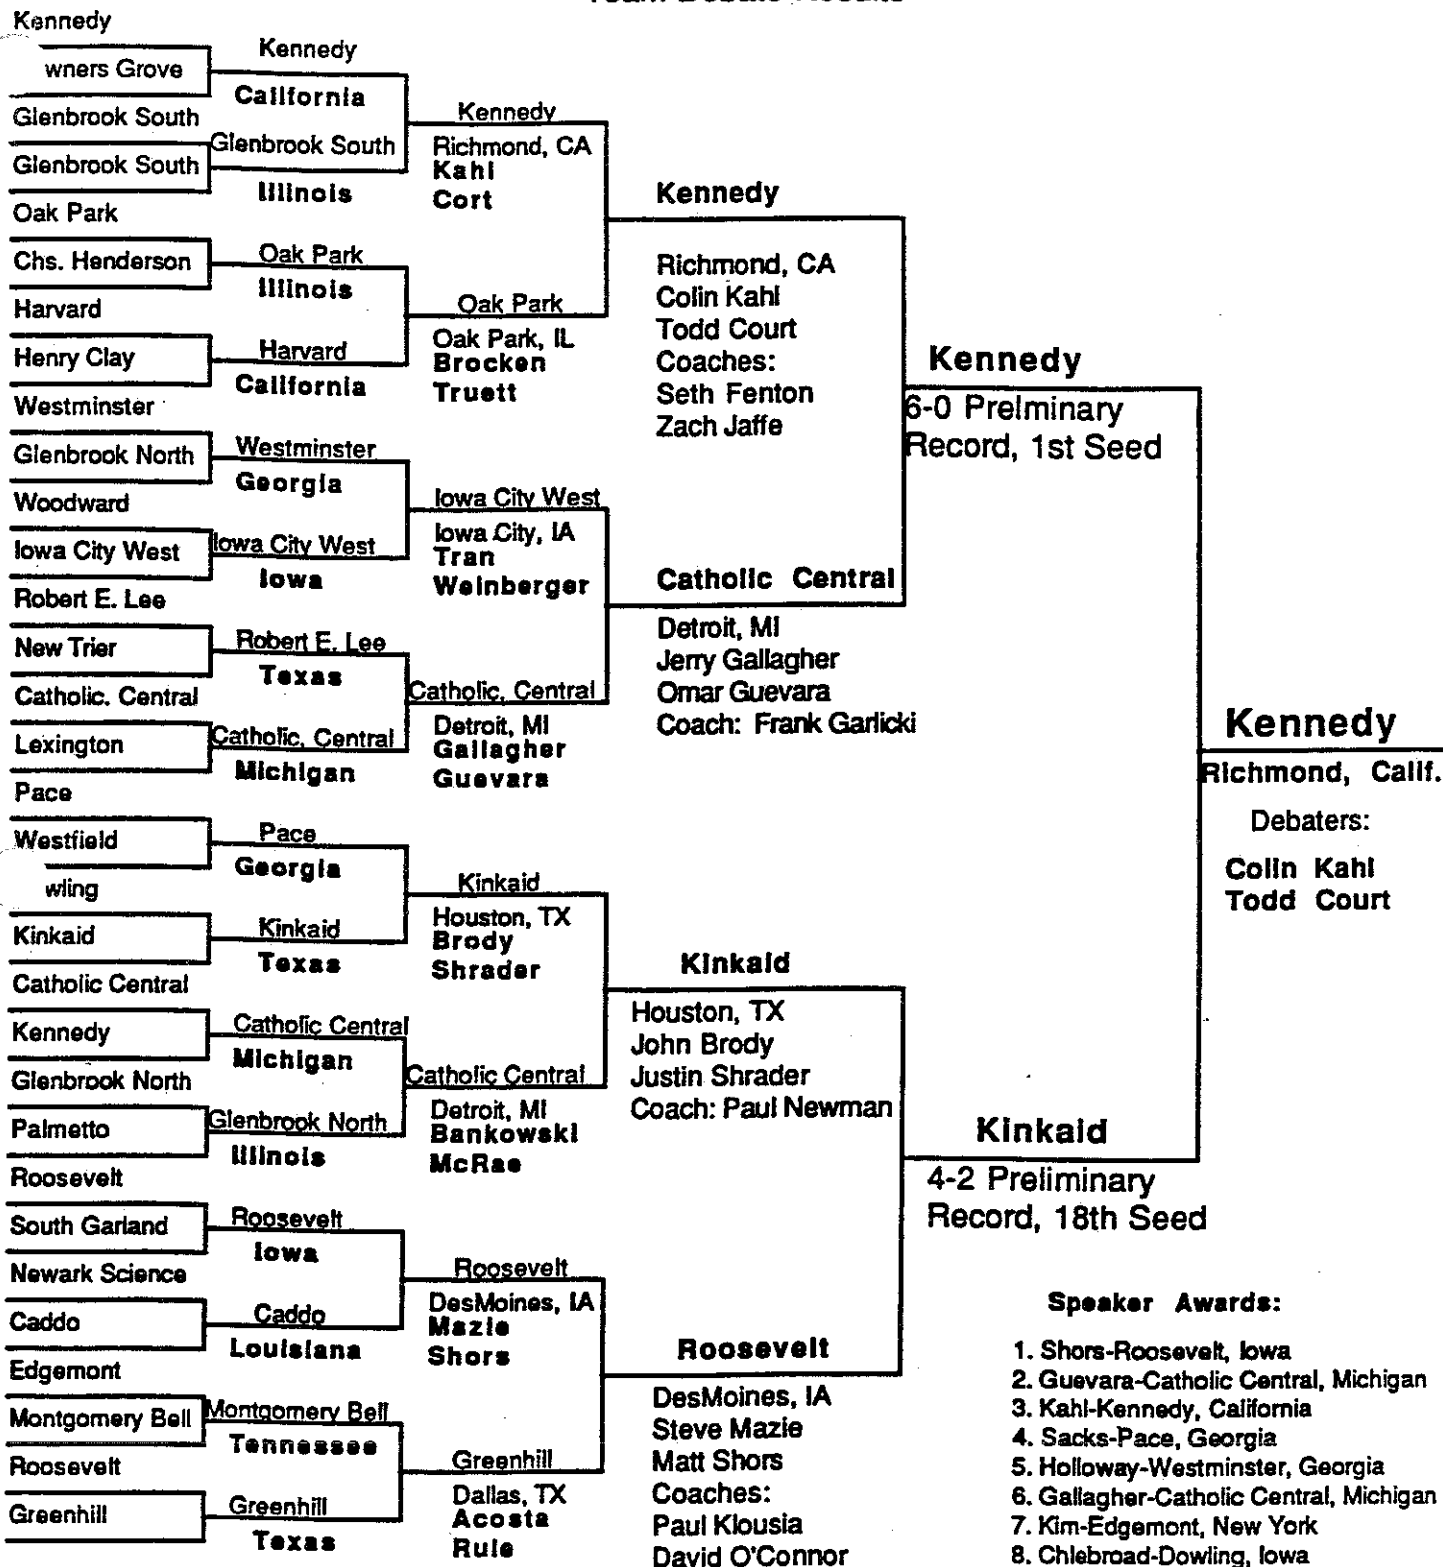 Kennedy
wners Grove
Glenbrook South
Glenbrook South
Oak Park
Chs. Henderson
Harvard
Henry Clay
Westminster
Glenbrook North
Woodward
Iowa City West
Robert E. Lee
New Trier
Catholic. Central
Lexington
Pace
Westfield
wling
Kinkaid
Catholic Central
Kennedy
Glenbrook North
Palmetto
Roosevelt
South Garland
Newark Science
Caddo
Edgemont
Montgomery Bell
Roosevelt
Greenhill
Kennedy
California
Glenbrook South
Illinois
Oak Park
Illinois
Harvard
California
Westminster
Georgia
Iowa City West
Iowa
Robert E. Lee
Texas
Catholic, Central
Michigan
Pace
Georgia
Kinkaid
Texas
Catholic Central
Michigan
Glenbrook North
Illinois
Roosevelt
Iowa
Caddo
Louisiana
Montgomery Bell
Tennessee
Greenhill
Texas
Kennedy
Richmond, CA
Kahl
Cort
Oak Park
Oak Park, IL
Brocken
Truett
Iowa City West
Iowa City, IA
Tran
Weinberger
Catholic, Central
Detroit, MI
Gallagher
Guevara
Kinkaid
Houston, TX
Brody
Shrader
Catholic Central
Detroit, MI
Bankowski
McRae
Roosevelt
DesMoines, IA
Mazie
Shors
Greenhill
Dallas, TX
Acosta
Rule
Kennedy
Richmond, CA
Colin Kahl
Todd Court
Coaches:
Seth Fenton
Zach Jaffe
Catholic Central
Detroit, MI
Jerry Gallagher
Omar Guevara
Coach: Frank Garlicki
Kinkaid
Houston, TX
John Brody
Justin Shrader
Coach: Paul Newman
Roosevelt
DesMoines, IA
Steve Mazie
Matt Shors
Coaches:
Paul Klousia
David O'Connor
Kennedy
6-0 Prelminary
Record, 1st Seed
Kinkaid
4-2 Preliminary
Record, 18th Seed
Kennedy
Richmond, Calif.
Debaters:
Colin Kahl
Todd Court
Speaker Awards:
1. Shors-Roosevelt, Iowa
2. Guevara-Catholic Central, Michigan
3. Kahl-Kennedy, California
4. Sacks-Pace, Georgia
5. Holloway-Westminster, Georgia
6. Gallagher-Catholic Central, Michigan
7. Kim-Edgemont, New York
8. Chlebrad-Dowling, Iowa